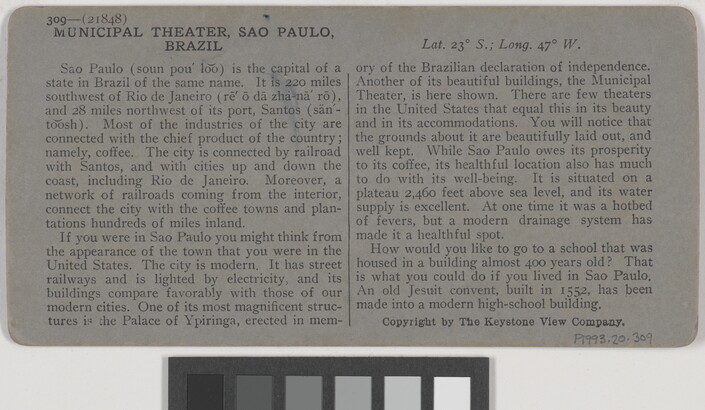 309—(21848)
MUNICIPAL THEATER, SAO PAULO,
BRAZIL
Sao Paulo (soun pou´ lōō) is the capital of a
state in Brazil of the same name. It is 220 miles
southwest of Rio de Janeiro (rē´ ō dä zha-nā´ rō),
and 28 miles northwest of its port, Santos (sän´-
tōōsh). Most of the industries of the city are
connected with the chief product of the country;
namely, coffee. The city is connected by railroad
with Santos, and with cities up and down the
coast, including Rio de Janeiro. Moreover, a
network of railroads coming from the interior,
connect the city with the coffee towns and plan-
tations hundreds of miles inland.
If you were in Sao Paulo you might think from
the appearance of the town that you were in the
United States. The city is modern. It has street
railways and is lighted by electricity, and its
buildings compare favorably with those of our
modern cities. One of its most magnificent struc-
tures is the Palace of Ypiringa, erected in mem-
Lat. 23° S.; Long. 47° W.
ory of the Brazilian declaration of independence.
Another of its beautiful buildings, the Municipal
Theater, is here shown. There are few theaters
in the United States that equal this in its beauty
and in its accommodations. You will notice that
the grounds about it are beautifully laid out, and
well kept. While Sao Paulo owes its prosperity
to its coffee, its healthful location also has much
to do with its well-being. It is situated on a
plateau 2,460 feet above sea level, and its water
supply is excellent. At one time it was a hotbed
of fevers, but a modern drainage system has
made it a healthful spot.
How would you like to go to a school that was
housed in a building almost 400 years old? That
is what you could do if you lived in Sao Paulo.
An old Jesuit convent, built in 1552, has been
made into a modern high-school building.
Copyright by The Keystone View Company.
P1993.20.309